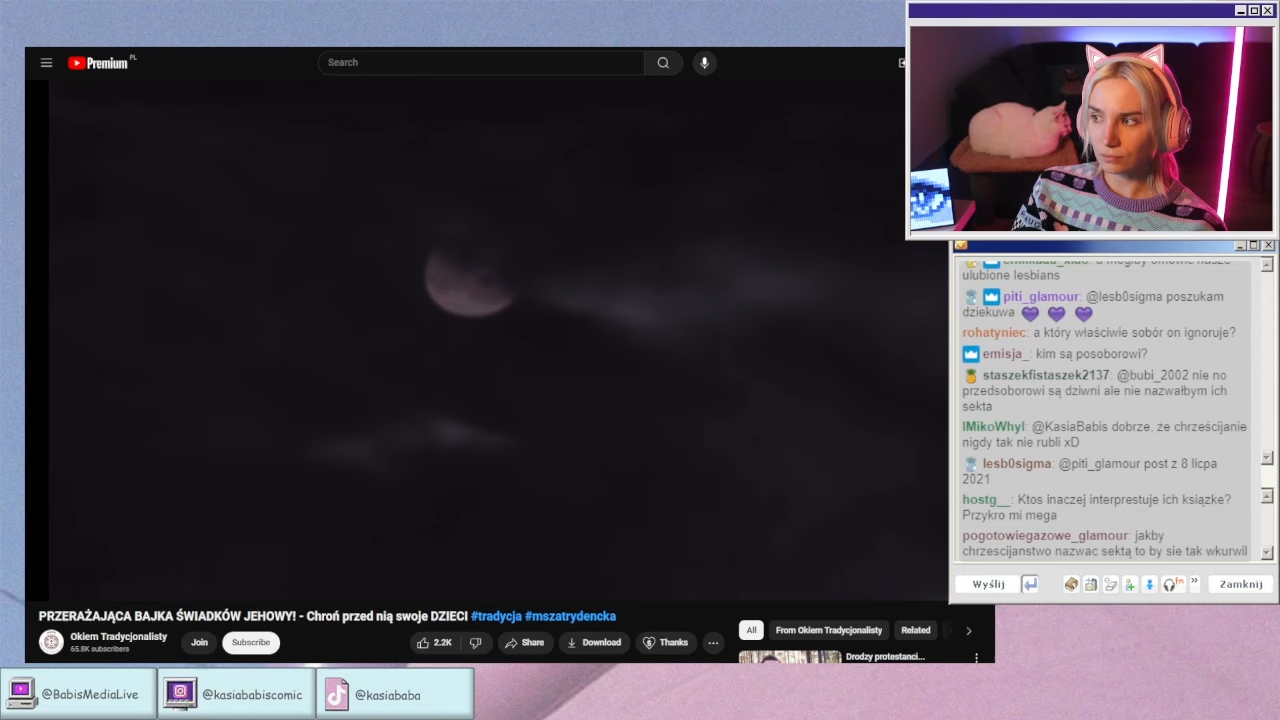 Premium PL
Search
PRZERAŻAJĄCA BAJKA ŚWIADKÓW JEHOWY! - Chroń przed nią swoje DZIECI #tradycja #mszatrydencka
Okiem Tradycjonalisty
65.8K subscribers
Join
Subscribe
2.2K
Share
Download
Thanks
All
From Okiem Tradycjonalisty
Related
Drodzy protestanci...
ulubione lesbians
piti_glamour: @lesb0sigma poszukam
dziekuwa
rohatyniec: a który właściwie sobór on ignoruje?
emisja_: kim są posoborowi?
staszekfistaszek2137: @bubi_2002 nie no
przedsoborowi są dziwni ale nie nazwałbym ich
sekta
IMikoWhyI: @KasiaBabis dobrze, że chrześcijanie
nigdy tak nie rubli xD
lesb0sigma: @piti_glamour post z 8 licpa
2021
hostg__: Ktos inaczej interprestuje ich ksiązke?
Przykro mi mega
pogotowiegazowe_glamour: jakby
chrzescijanstwo nazwac sektą to by sie tak wkurwil
Wyślij
Zamknij
@BabisMediaLive
@kasiababiscomic
@kasiababa